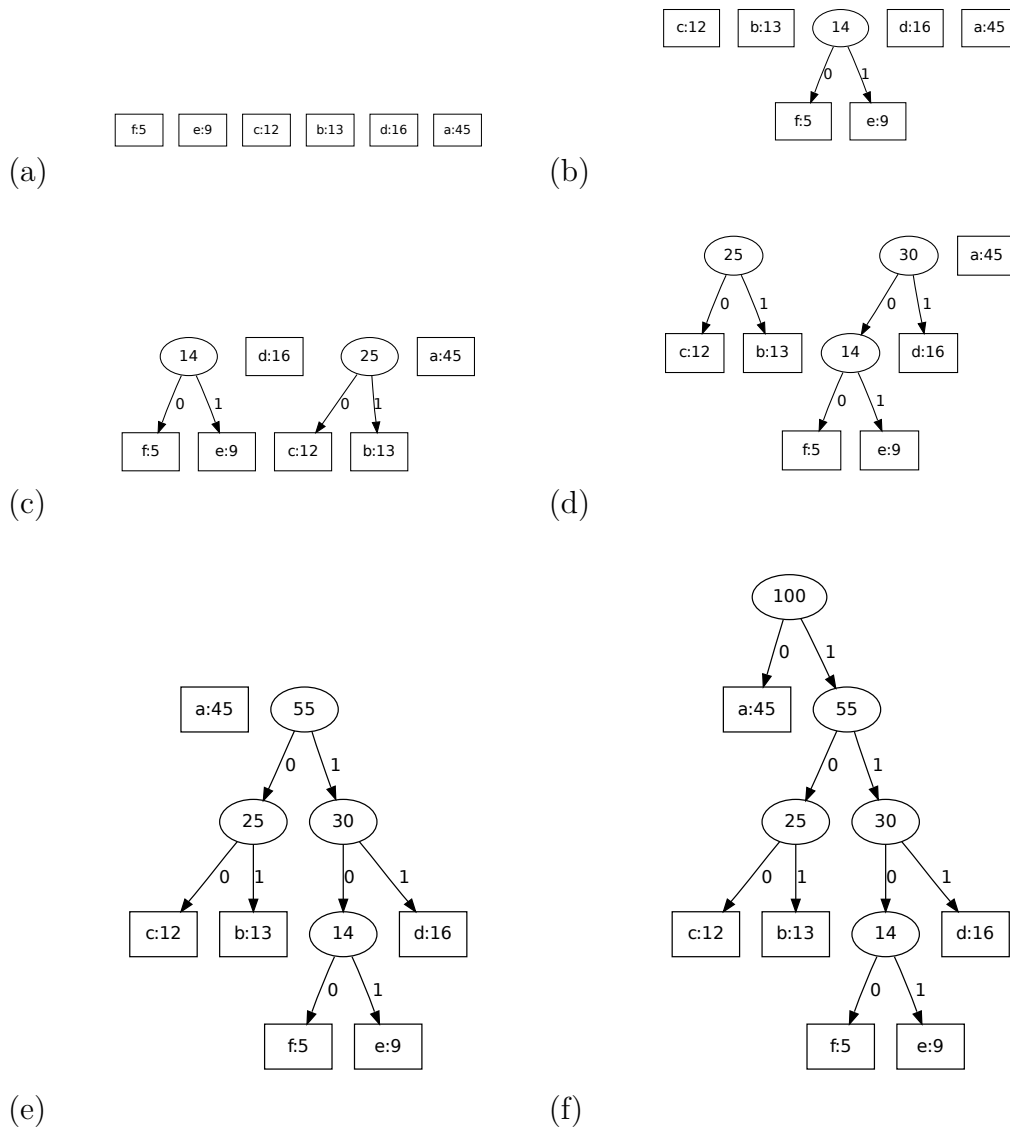 c:12 b:13 14 d:16 a:45
0 1
f:5 e:9
f:5 e:9 c:12 b:13 d:16 a:45
(a) (b)
25 30 a:45
0 1 0 1
14 d:16 25 a:45
c:12 b:13 14 d:16
0 1 0 1
0 1
f:5 e:9 c:12 b:13
f:5 e:9
(c) (d)
100
0 1
a:45 55
a:45 55
0 1
0 1
25 30
25 30
0 1 0 1
0 1 0 1
c:12 b:13 14 d:16
c:12 b:13 14 d:16
0 1
0 1
f:5 e:9
f:5 e:9
(e) (f)